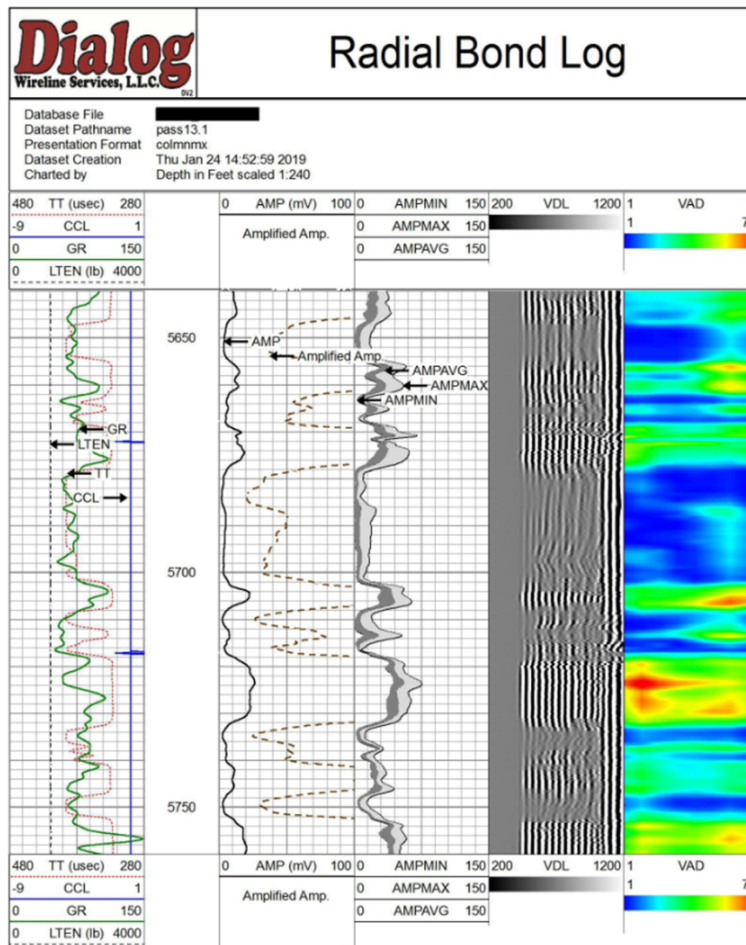 Dialog
Wireline Services, L.L.C.
DV2
Radial Bond Log
Database File
Dataset Pathname pass13.1
Presentation Format colmnmx
Dataset Creation Thu Jan 24 14:52:59 2019
Charted by Depth in Feet scaled 1:240
480 TT (usec) 280 0 AMP (mV) 100 0 AMPMIN 150 200 VDL 1200 1 VAD 7
-9 CCL 1 Amplified Amp. 0 AMPMAX 150
0 GR 150 0 AMPAVG 150
0 LTEN (lb) 4000
5650
AMP
Amplified Amp.
AMPAVG
AMPMAX
AMPMIN
GR
LTEN
TT
CCL
5700
5750
480 TT (usec) 280 0 AMP (mV) 100 0 AMPMIN 150 200 VDL 1200 1 VAD 7
-9 CCL 1 Amplified Amp. 0 AMPMAX 150
0 GR 150 0 AMPAVG 150
0 LTEN (lb) 4000